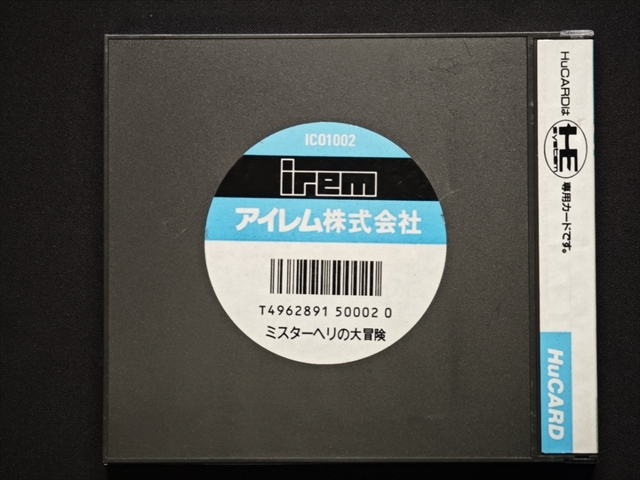 IC01002
irem
アイレム株式会社
T4962891 50002 0
ミスターヘリの大冒険
HuCARDは
HE
system
専用カードです。
HuCARD